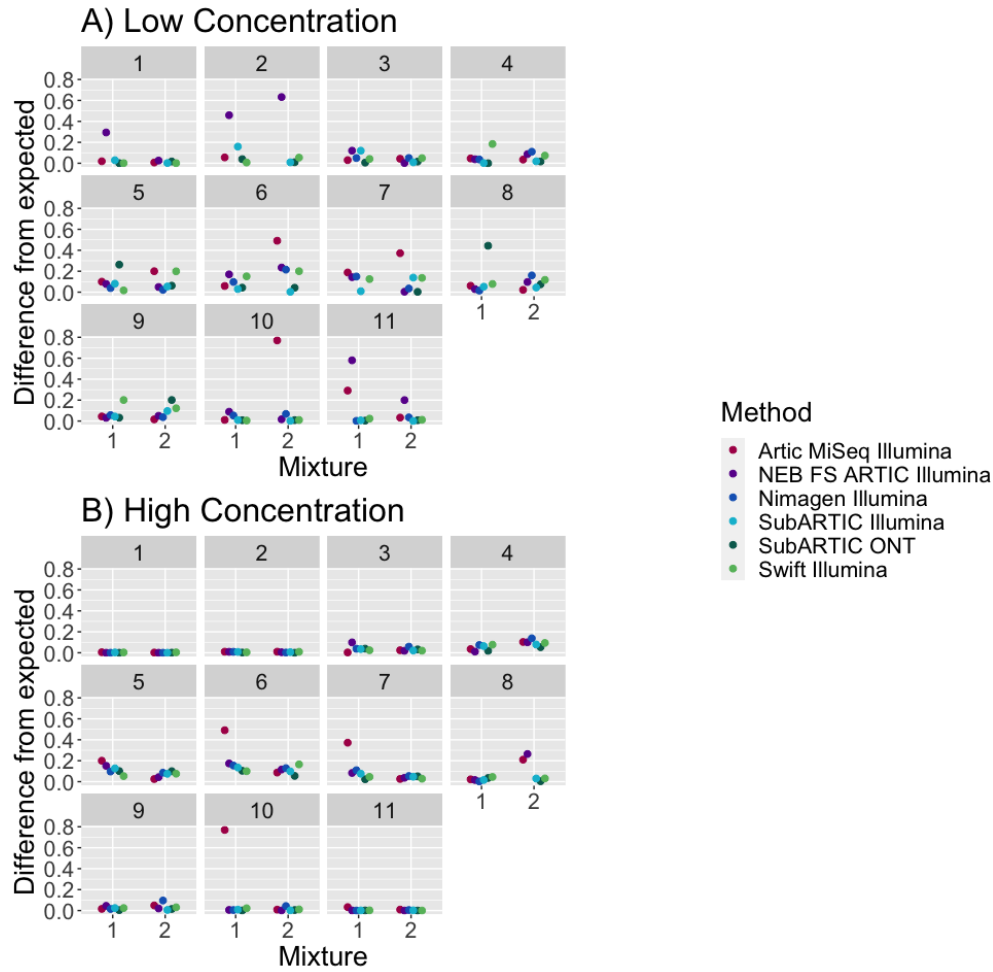 A) Low Concentration
1 2 3 4
0.8
0.6
0.4
0.2
0.0
5 6 7 8
0.8
0.6
0.4
0.2
0.0
1 2
9 10 11
0.8
0.6
0.4
0.2
0.0
1 2 1 2 1 2
Difference from expected
Mixture
Method
Artic MiSeq Illumina
NEB FS ARTIC Illumina
Nimagen Illumina
SubARTIC Illumina
SubARTIC ONT
Swift Illumina
B) High Concentration
1 2 3 4
0.8
0.6
0.4
0.2
0.0
5 6 7 8
0.8
0.6
0.4
0.2
0.0
1 2
9 10 11
0.8
0.6
0.4
0.2
0.0
1 2 1 2 1 2
Difference from expected
Mixture